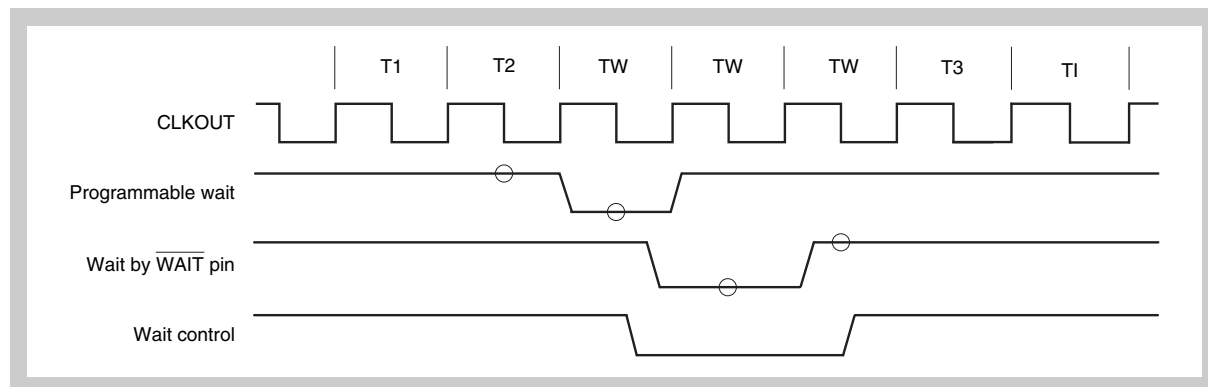 T1 T2 TW TW TW T3 TI
CLKOUT
Programmable wait
Wait by WAIT pin
Wait control